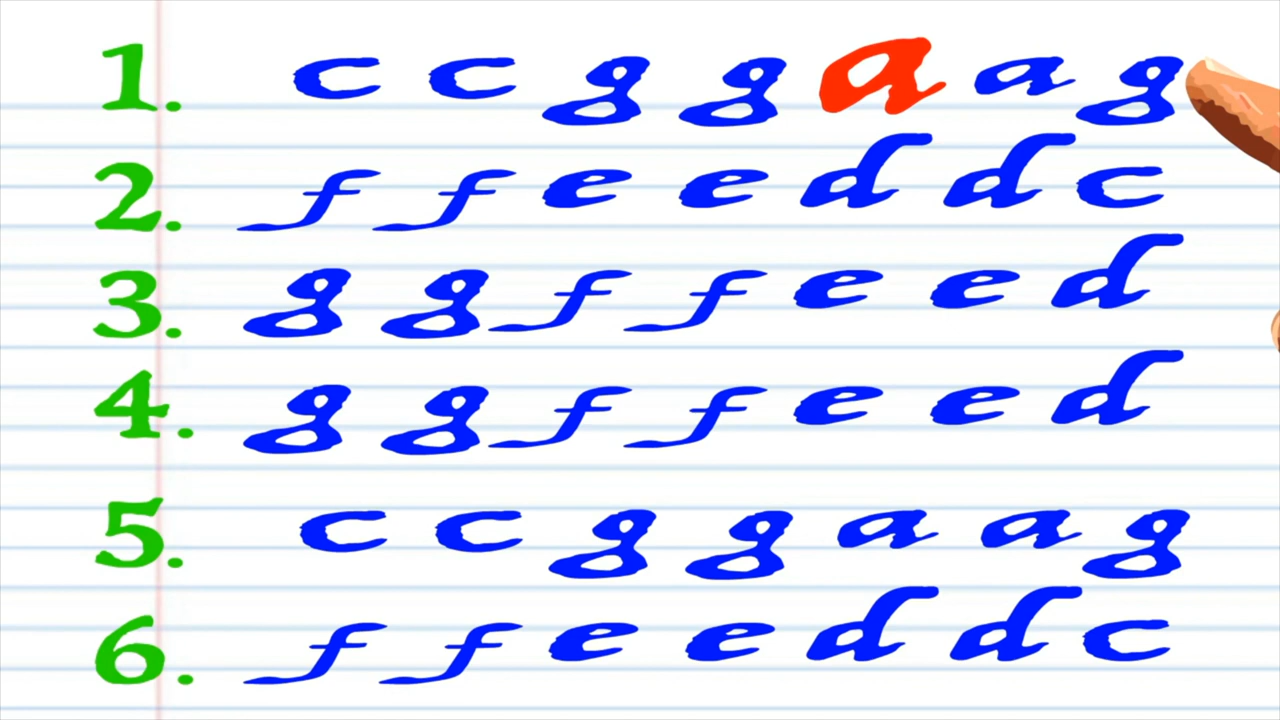 1. c c g g a a g
2. f f e e d d c
3. g g f f e e d
4. g g f f e e d
5. c c g g a a g
6. f f e e d d c